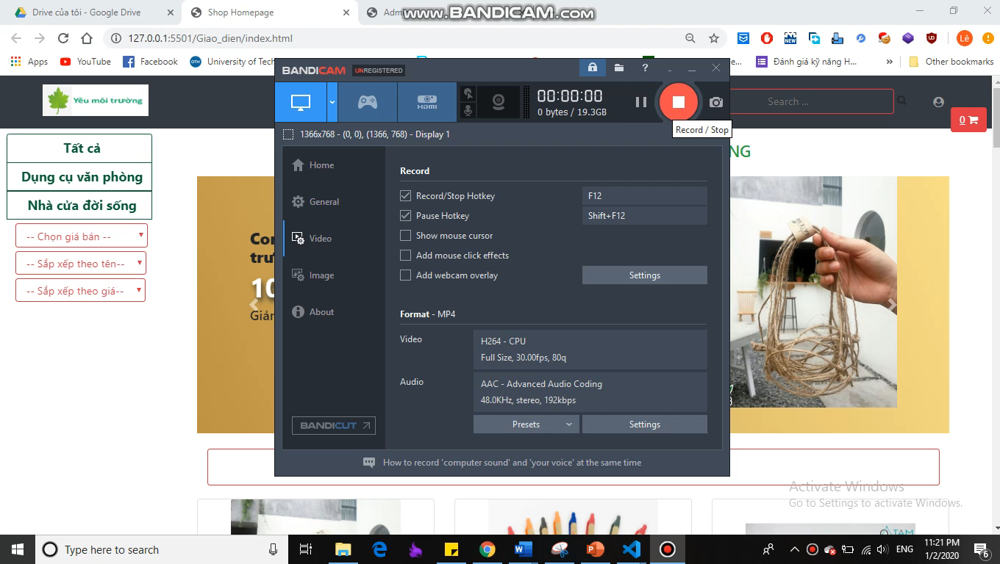 Drive của tôi - Google Drive
Shop Homepage
WWW.BANDICAM.COM
127.0.0.1:5501/Giao_dien/index.html
Lê
Apps
YouTube
Facebook
University of Tech
Đánh giá kỹ năng H...
»
Other bookmarks
BANDICAM UNREGISTERED
?
HDMI
00:00:00
0 bytes / 19.3GB
Record / Stop
1366x768 - (0, 0), (1366, 768) - Display 1
Home
General
Video
Image
About
BANDICUT
Record
Record/Stop Hotkey
F12
Pause Hotkey
Shift+F12
Show mouse cursor
Add mouse click effects
Add webcam overlay
Settings
Format - MP4
Video
H264 - CPU
Full Size, 30.00fps, 80q
Audio
AAC - Advanced Audio Coding
48.0KHz, stereo, 192kbps
Presets
Settings
How to record 'computer sound' and 'your voice' at the same time
Yêu môi trường
Search ...
0
Tất cả
Dụng cụ văn phòng
Nhà cửa đời sống
-- Chọn giá bán --
-- Sắp xếp theo tên--
-- Sắp xếp theo giá--
NG
10
Activate Windows
Go to Settings to activate Windows.
Type here to search
ENG
11:21 PM
1/2/2020
6